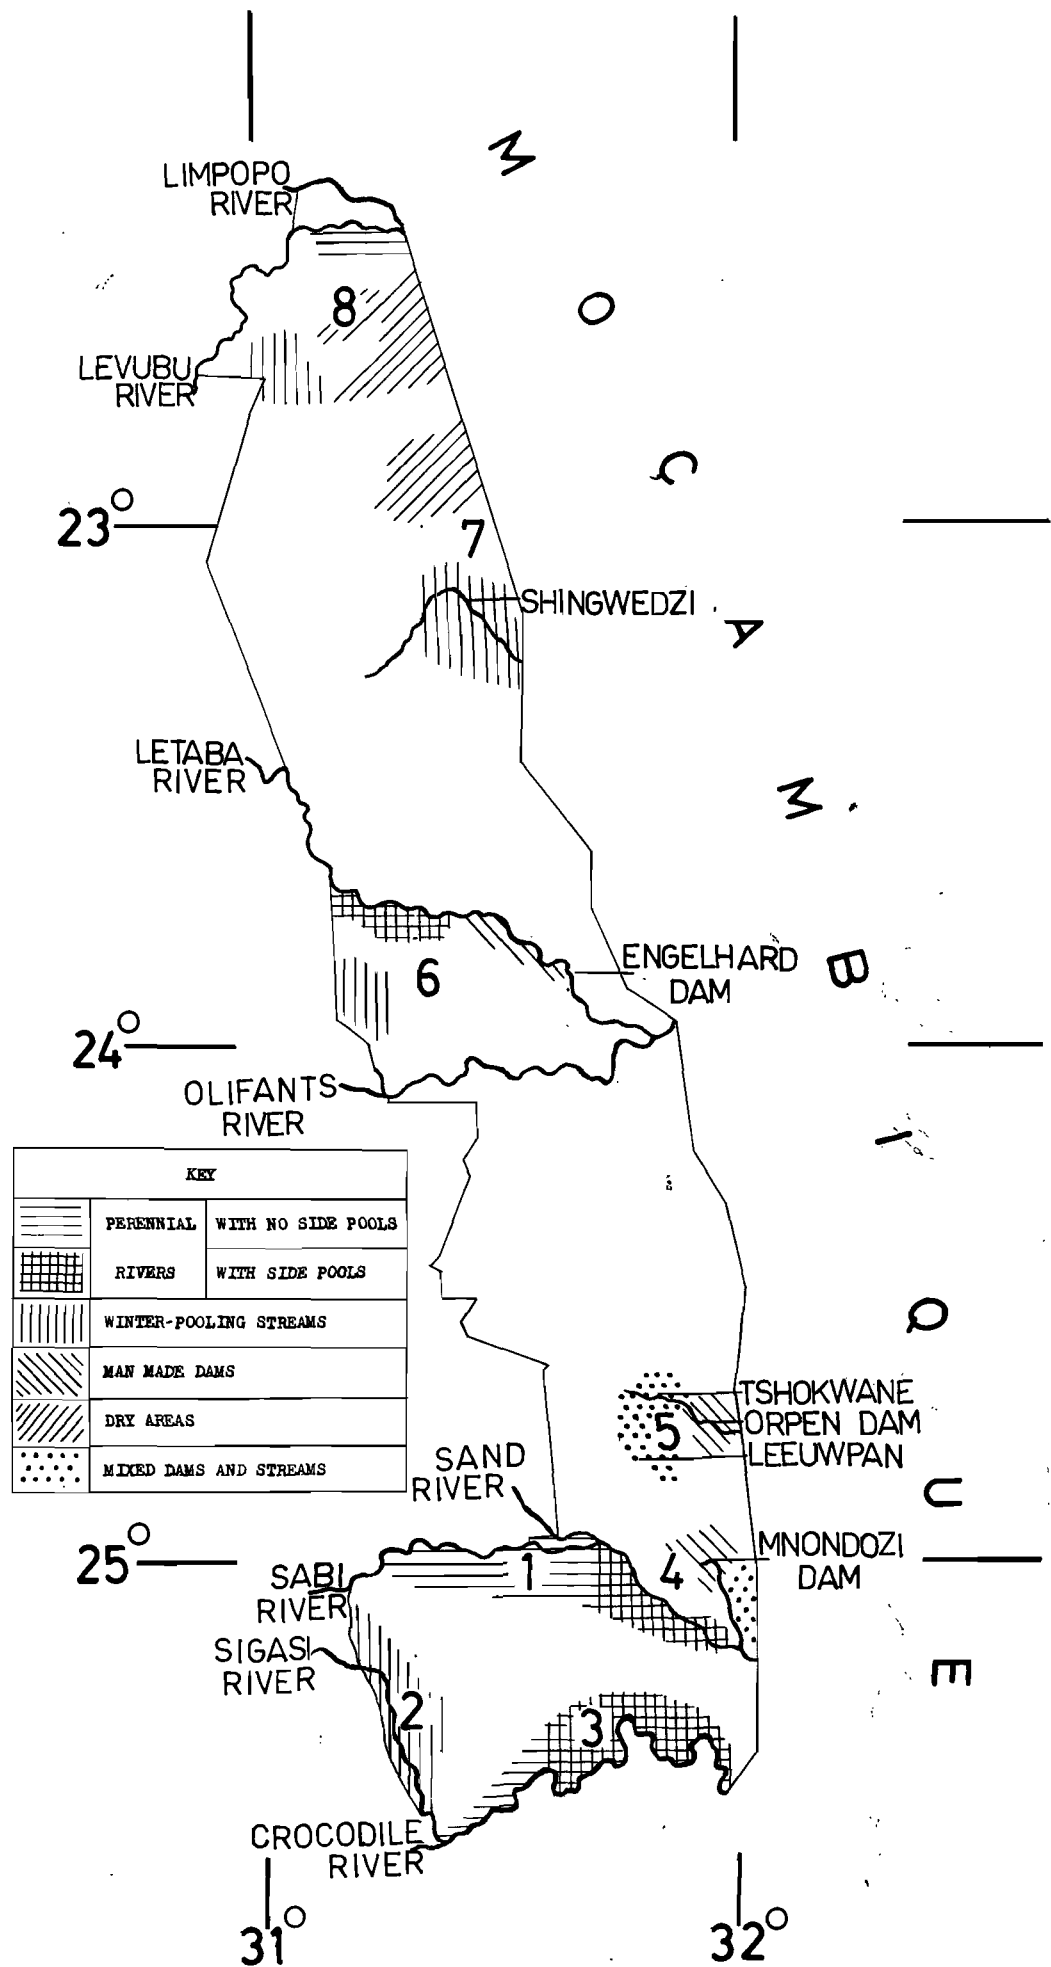 LIMPOPO
RIVER
8
LEVUBU
RIVER
23°
7
SHINGWEDZI
LETABA
RIVER
6
ENGELHARD
DAM
24°
OLIFANTS
RIVER
KEY
PERENNIAL
RIVERS
WITH NO SIDE POOLS
WITH SIDE POOLS
WINTER-POOLING STREAMS
MAN MADE DAMS
DRY AREAS
MIXED DAMS AND STREAMS
TSHOKWANE
5
ORPEN DAM
LEEUWPAN
SAND
RIVER
25°
1
4
MNONDOZI
DAM
SABI
RIVER
SIGASI
RIVER
2
3
CROCODILE
RIVER
31°
32°
MOÇAMBIQUE